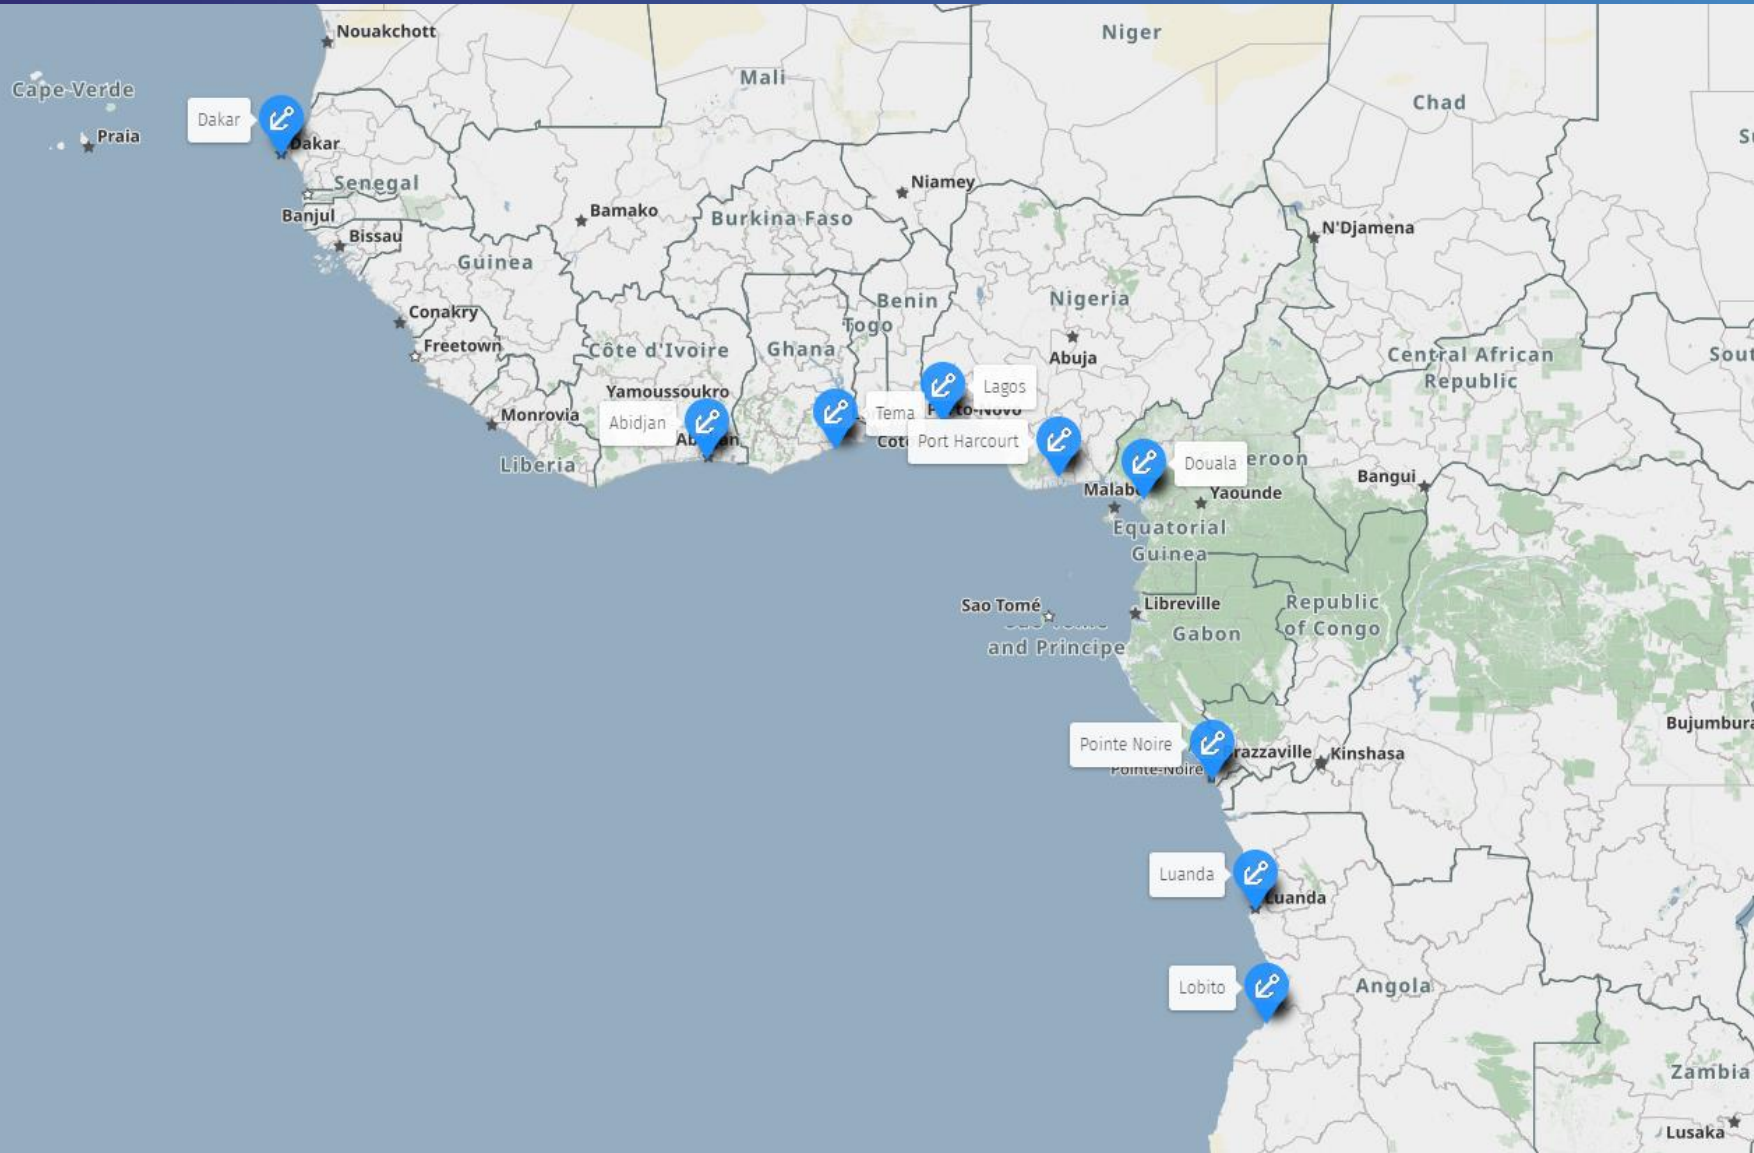 Nouakchott
Niger
Mali
Cape-Verde
Chad
Dakar
Praia
Dakar
Senegal
Niamey
Bamako
Banjul
Burkina Faso
N'Djamena
Bissau
Guinea
Benin
Nigeria
Conakry
Togo
Freetown
Côte d'Ivoire
Ghana
Abuja
Central African
Republic
Yamoussoukro
Lagos
Monrovia
Abidjan
Tema
Port Harcourt
Liberia
Douala
Bangui
Yaounde
Equatorial
Guinea
Sao Tomé
Libreville
Republic
of Congo
Gabon
and Principe
Bujumbura
Pointe Noire
Kinshasa
Pointe-Noire
Luanda
Luanda
Lobito
Angola
Zambia
Lusaka